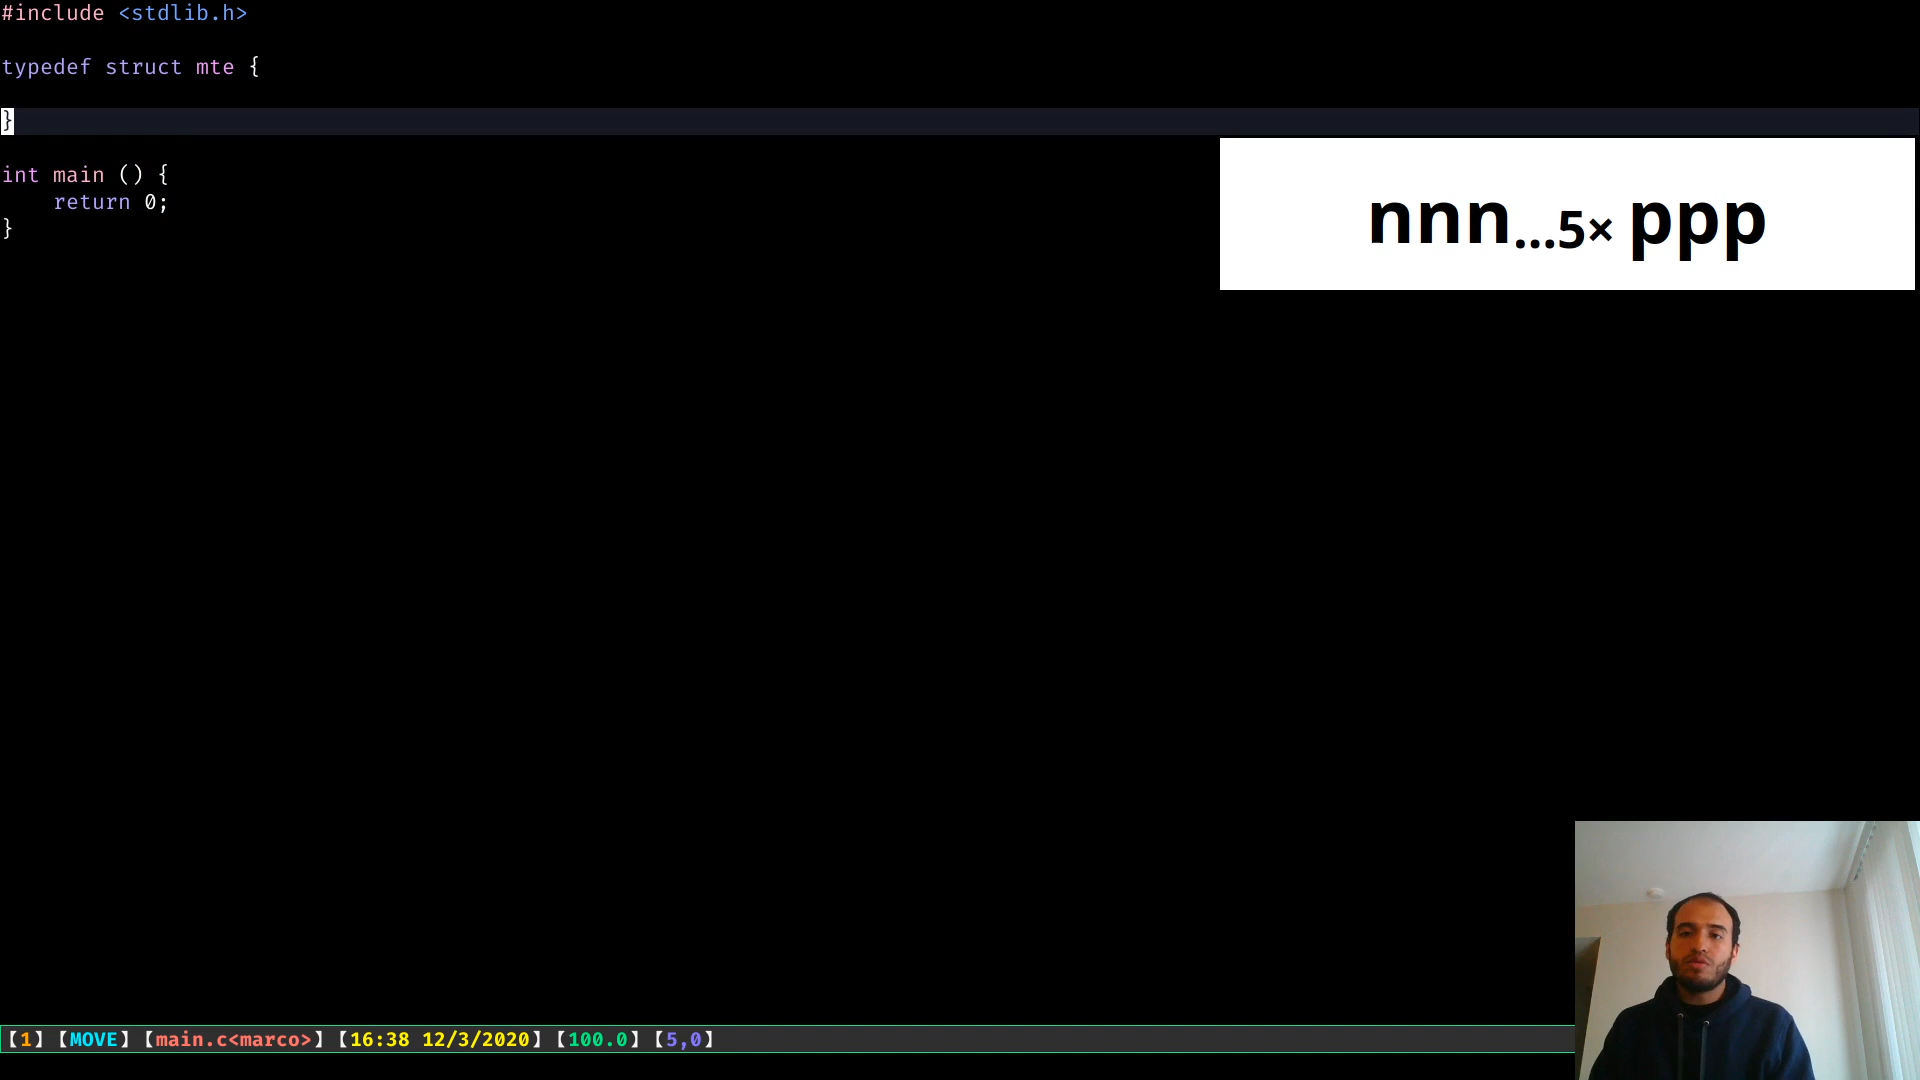 #include <stdlib.h>
typedef struct mte {
}
int main () {
    return 0;
}
nnn...5× ppp
【1】【MOVE】【main.c<marco>】【16:38 12/3/2020】【100.0】【5,0】